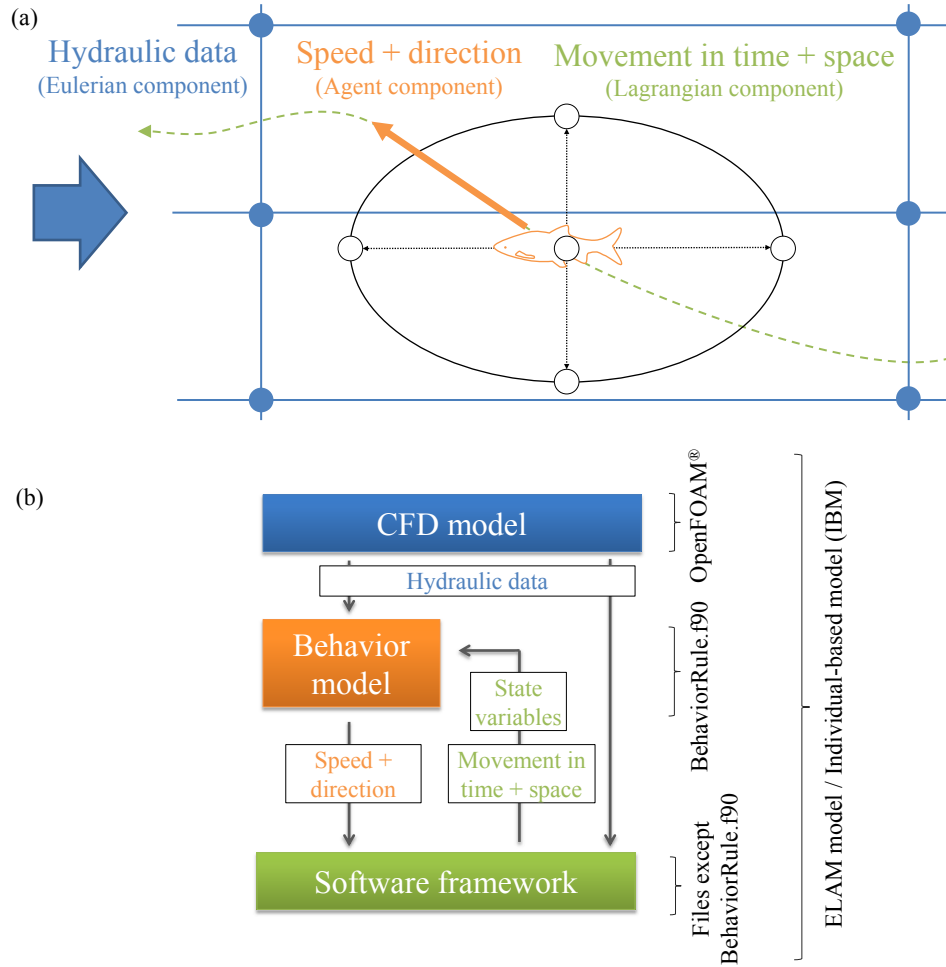 (a)
Hydraulic data
(Eulerian component)
Speed + direction
(Agent component)
Movement in time + space
(Lagrangian component)
(b)
CFD model
Hydraulic data
Behavior
model
State
variables
Speed +
direction
Movement in
time + space
Software framework
OpenFOAM®
BehaviorRule.f90
Files except
BehaviorRule.f90
ELAM model / Individual-based model (IBM)